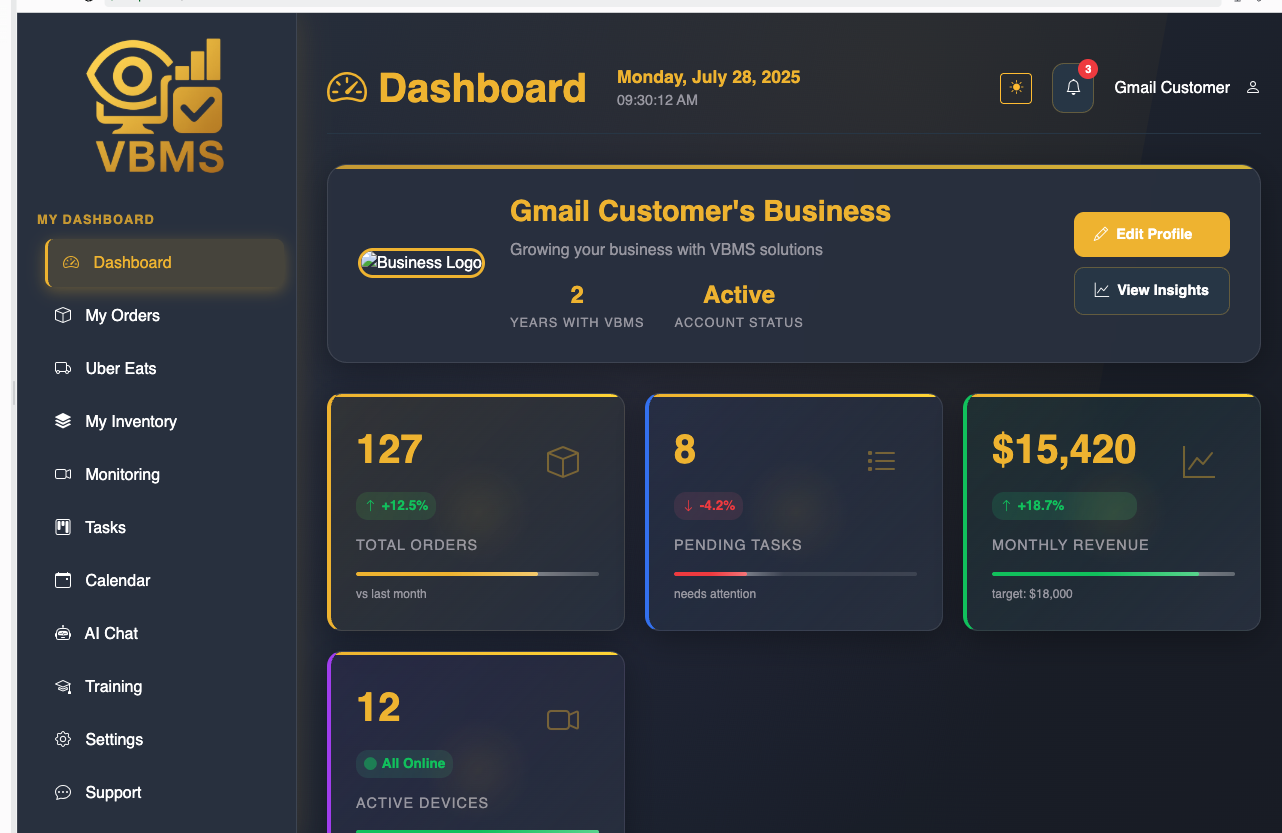 VBMS
MY DASHBOARD
Dashboard
My Orders
Uber Eats
My Inventory
Monitoring
Tasks
Calendar
AI Chat
Training
Settings
Support
Dashboard
Monday, July 28, 2025
09:30:12 AM
3
Gmail Customer
Business Logo
Gmail Customer's Business
Growing your business with VBMS solutions
2
YEARS WITH VBMS
Active
ACCOUNT STATUS
Edit Profile
View Insights
127
↑ +12.5%
TOTAL ORDERS
vs last month
8
↓ -4.2%
PENDING TASKS
needs attention
$15,420
↑ +18.7%
MONTHLY REVENUE
target: $18,000
12
All Online
ACTIVE DEVICES